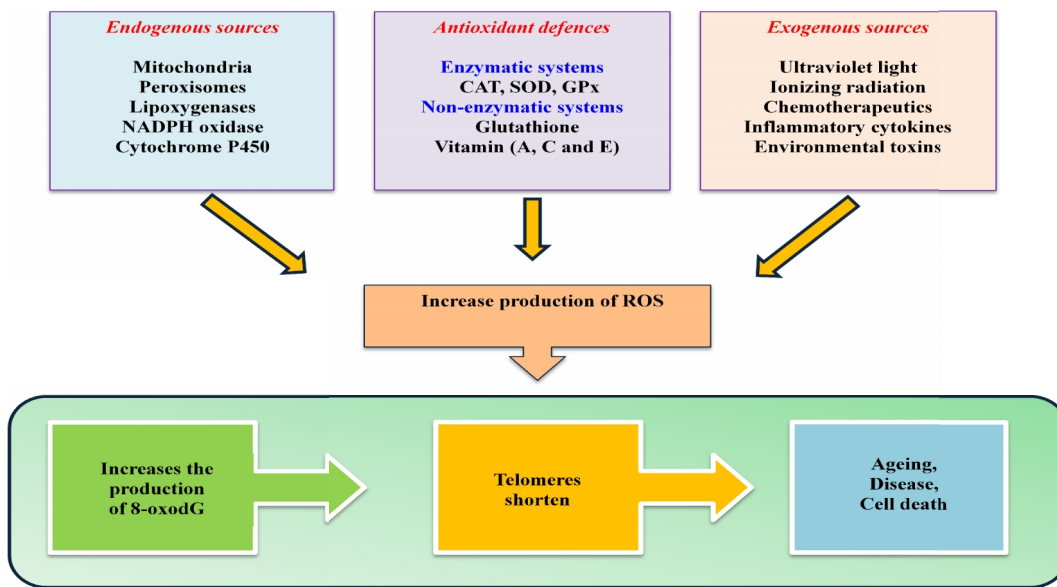 Endogenous sources
Mitochondria
Peroxisomes
Lipoxygenases
NADPH oxidase
Cytochrome P450
Antioxidant defences
Enzymatic systems
CAT, SOD, GPx
Non-enzymatic systems
Glutathione
Vitamin (A, C and E)
Exogenous sources
Ultraviolet light
Ionizing radiation
Chemotherapeutics
Inflammatory cytokines
Environmental toxins
Increase production of ROS
Increases the
production
of 8-oxodG
Telomeres
shorten
Ageing,
Disease,
Cell death